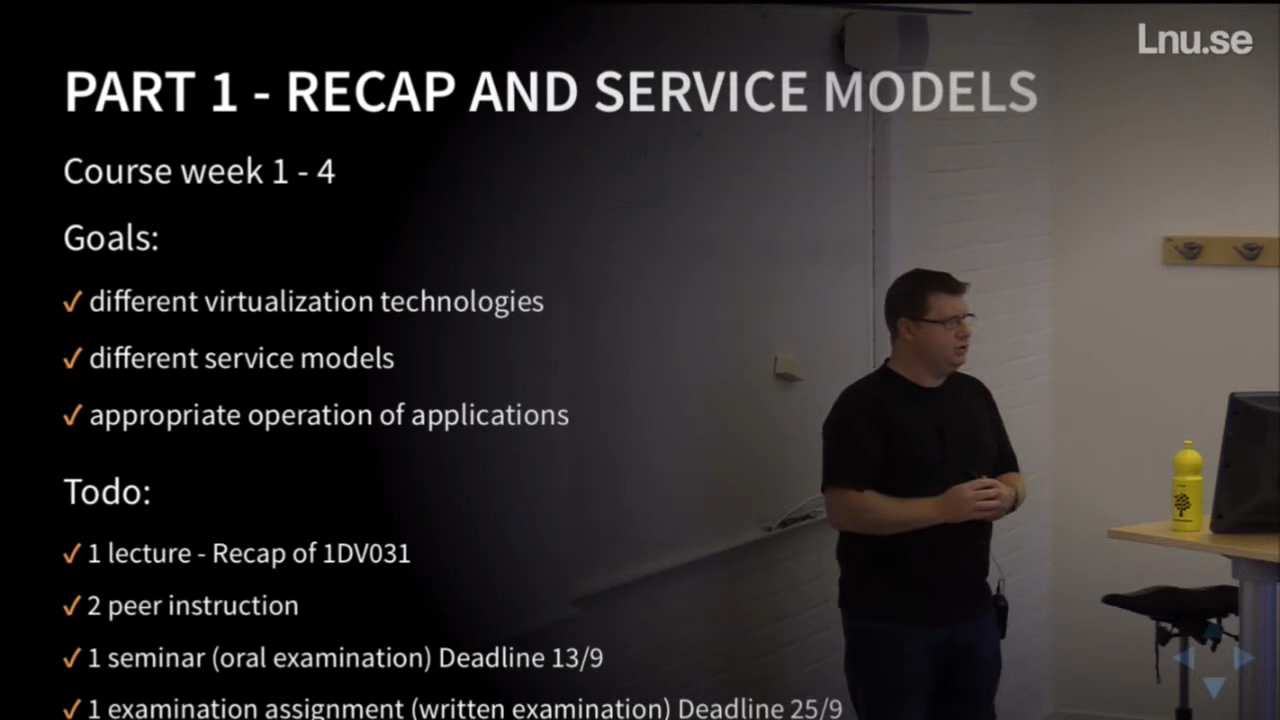 Lnu.se
PART 1 - RECAP AND SERVICE MODELS
Course week 1 - 4
Goals:
✓ different virtualization technologies
✓ different service models
✓ appropriate operation of applications
Todo:
✓ 1 lecture - Recap of 1DV031
✓ 2 peer instruction
✓ 1 seminar (oral examination) Deadline 13/9
✓ 1 examination assignment (written examination) Deadline 25/9